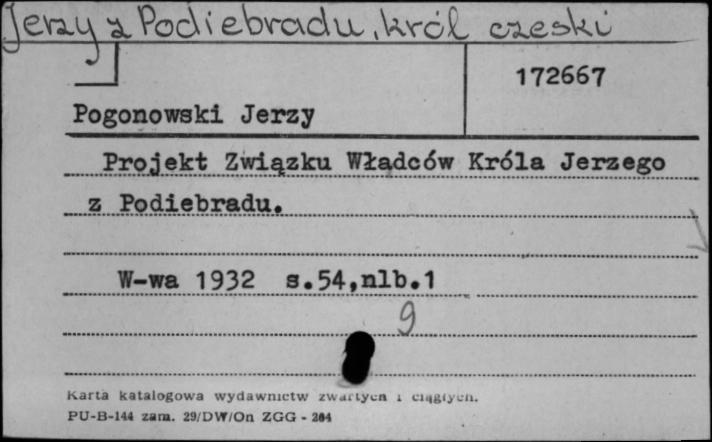 Jerzy z Podiebradu, król czeski
172667
Pogonowski Jerzy
Projekt Związku Władców Króla Jerzego
z Podiebradu.
W-wa 1932 s.54,nlb.1
9
Karta katalogowa wydawnictw zwartych i ciągłych.
PU-B-144 zam. 29/DW/On ZGG - 264